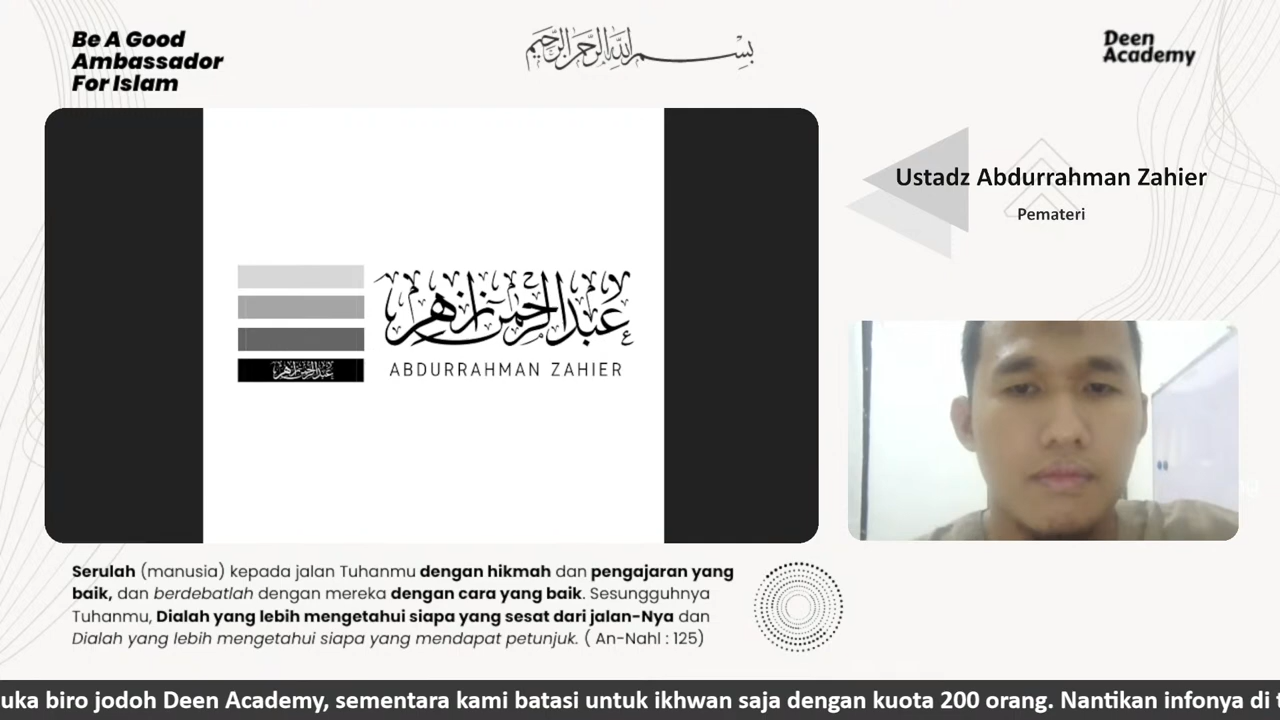 Be A Good
Ambassador
For Islam
بسم الله الرحمن الرحيم
Deen
Academy
Ustadz Abdurrahman Zahier
Pemateri
عبدالرحمن زاهر
ABDURRAHMAN ZAHIER
عبدالرحمن زاهر
Serulah (manusia) kepada jalan Tuhanmu dengan hikmah dan pengajaran yang
baik, dan berdebatlah dengan mereka dengan cara yang baik. Sesungguhnya
Tuhanmu, Dialah yang lebih mengetahui siapa yang sesat dari jalan-Nya dan
Dialah yang lebih mengetahui siapa yang mendapat petunjuk. ( An-Nahl : 125)
uka biro jodoh Deen Academy, sementara kami batasi untuk ikhwan saja dengan kuota 200 orang. Nantikan infonya di